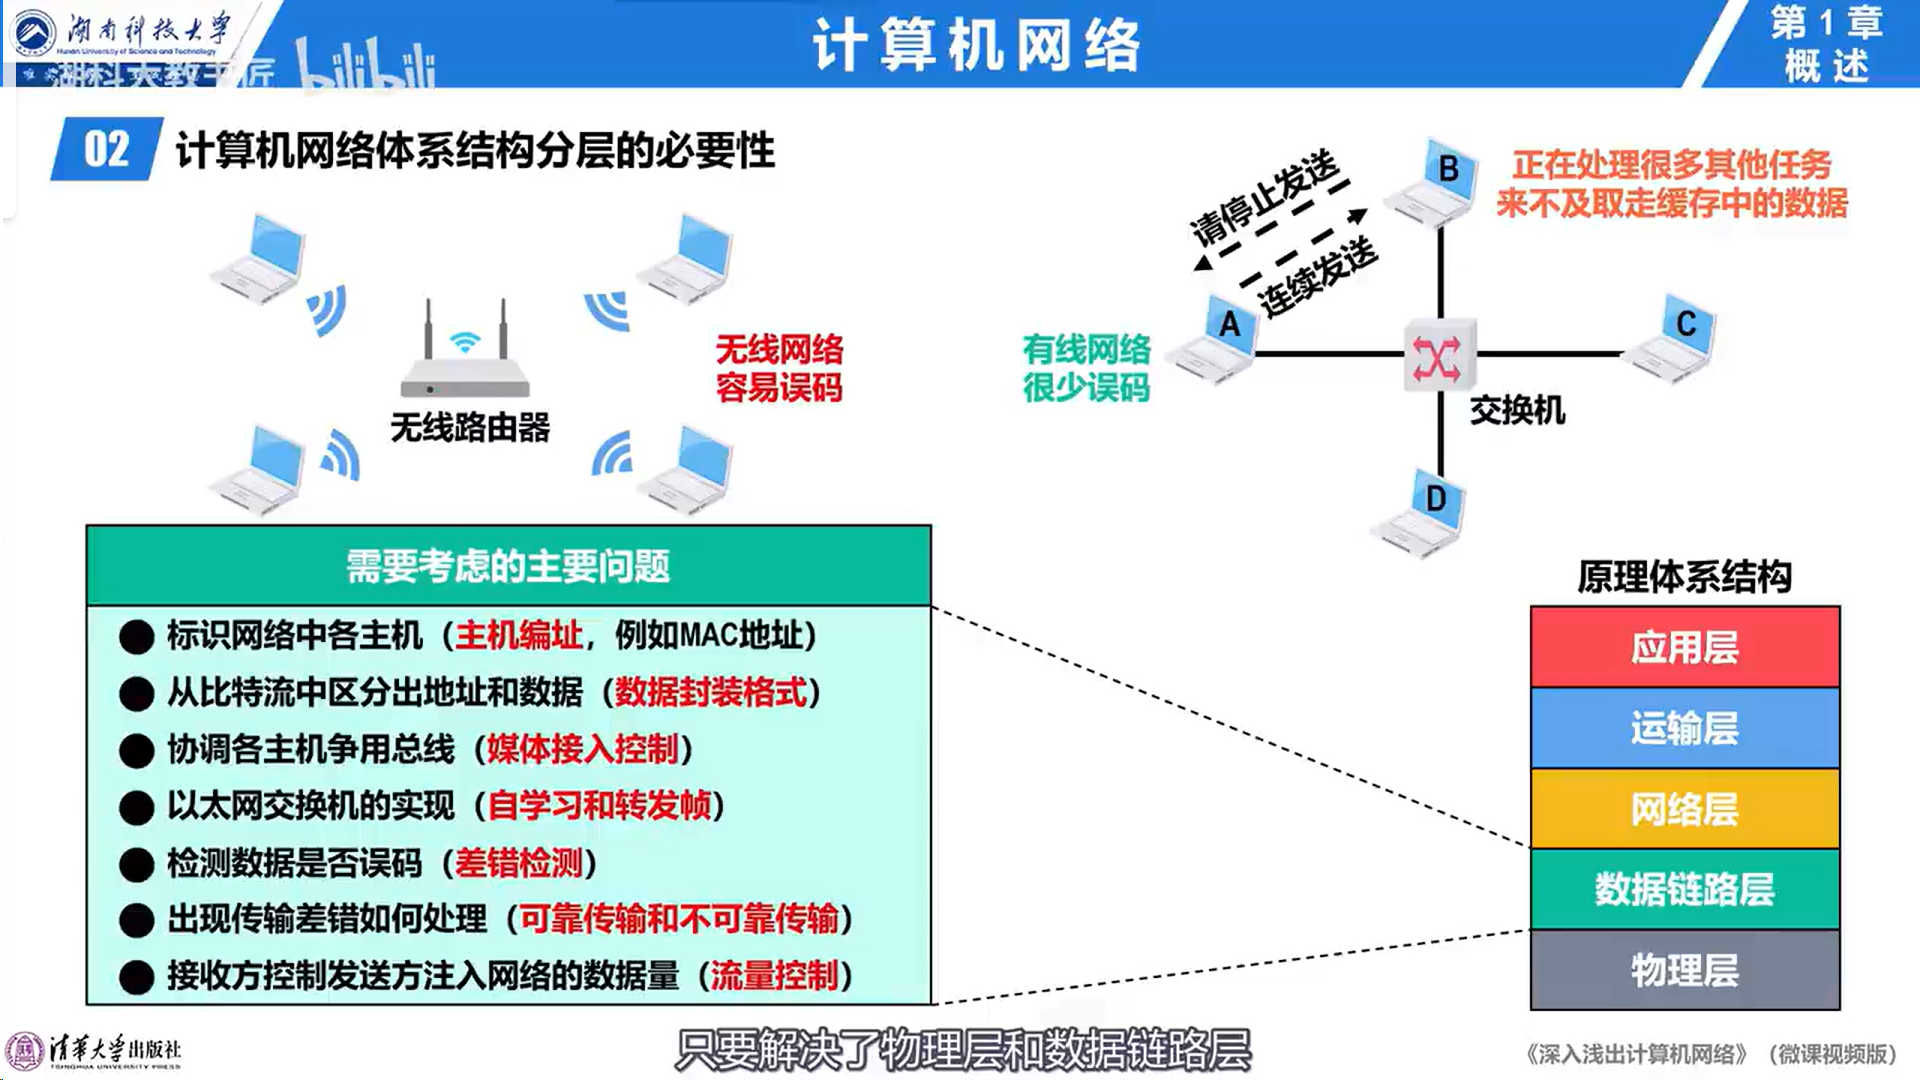 湖南科技大学
Hunan University of Science and Technology
湖科大教书匠
bilibili
计算机网络
第1章
概述
02
计算机网络体系结构分层的必要性
无线路由器
无线网络
容易误码
有线网络
很少误码
请停止发送
连续发送
A
B
C
D
交换机
正在处理很多其他任务
来不及取走缓存中的数据
需要考虑的主要问题
标识网络中各主机（主机编址，例如MAC地址）
从比特流中区分出地址和数据（数据封装格式）
协调各主机争用总线（媒体接入控制）
以太网交换机的实现（自学习和转发帧）
检测数据是否误码（差错检测）
出现传输差错如何处理（可靠传输和不可靠传输）
接收方控制发送方注入网络的数据量（流量控制）
原理体系结构
应用层
运输层
网络层
数据链路层
物理层
只要解决了物理层和数据链路层
清华大学出版社
TSINGHUA UNIVERSITY PRESS
《深入浅出计算机网络》（微课视频版）